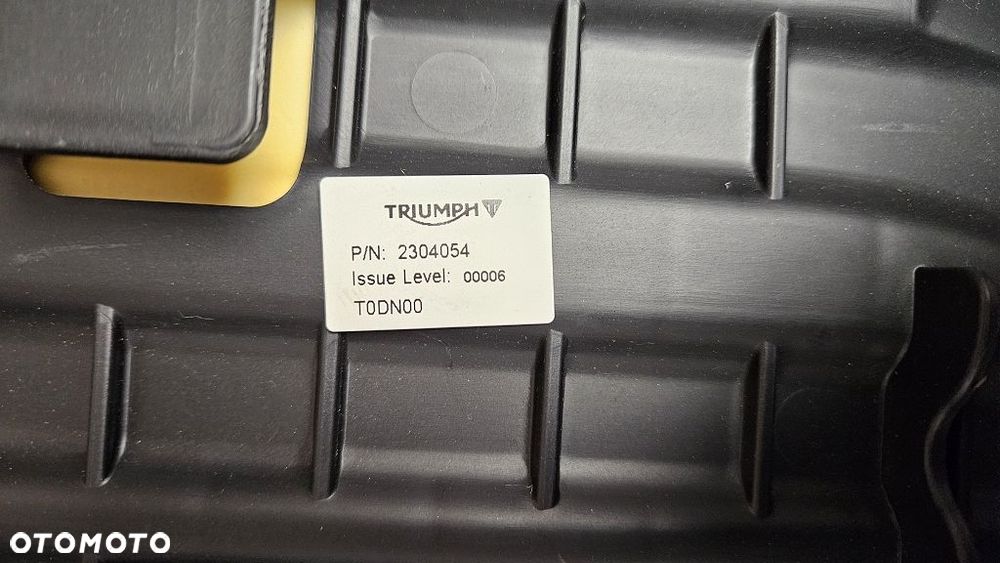 TRIUMPH
P/N: 2304054
Issue Level: 00006
T0DN00
OTOMOTO